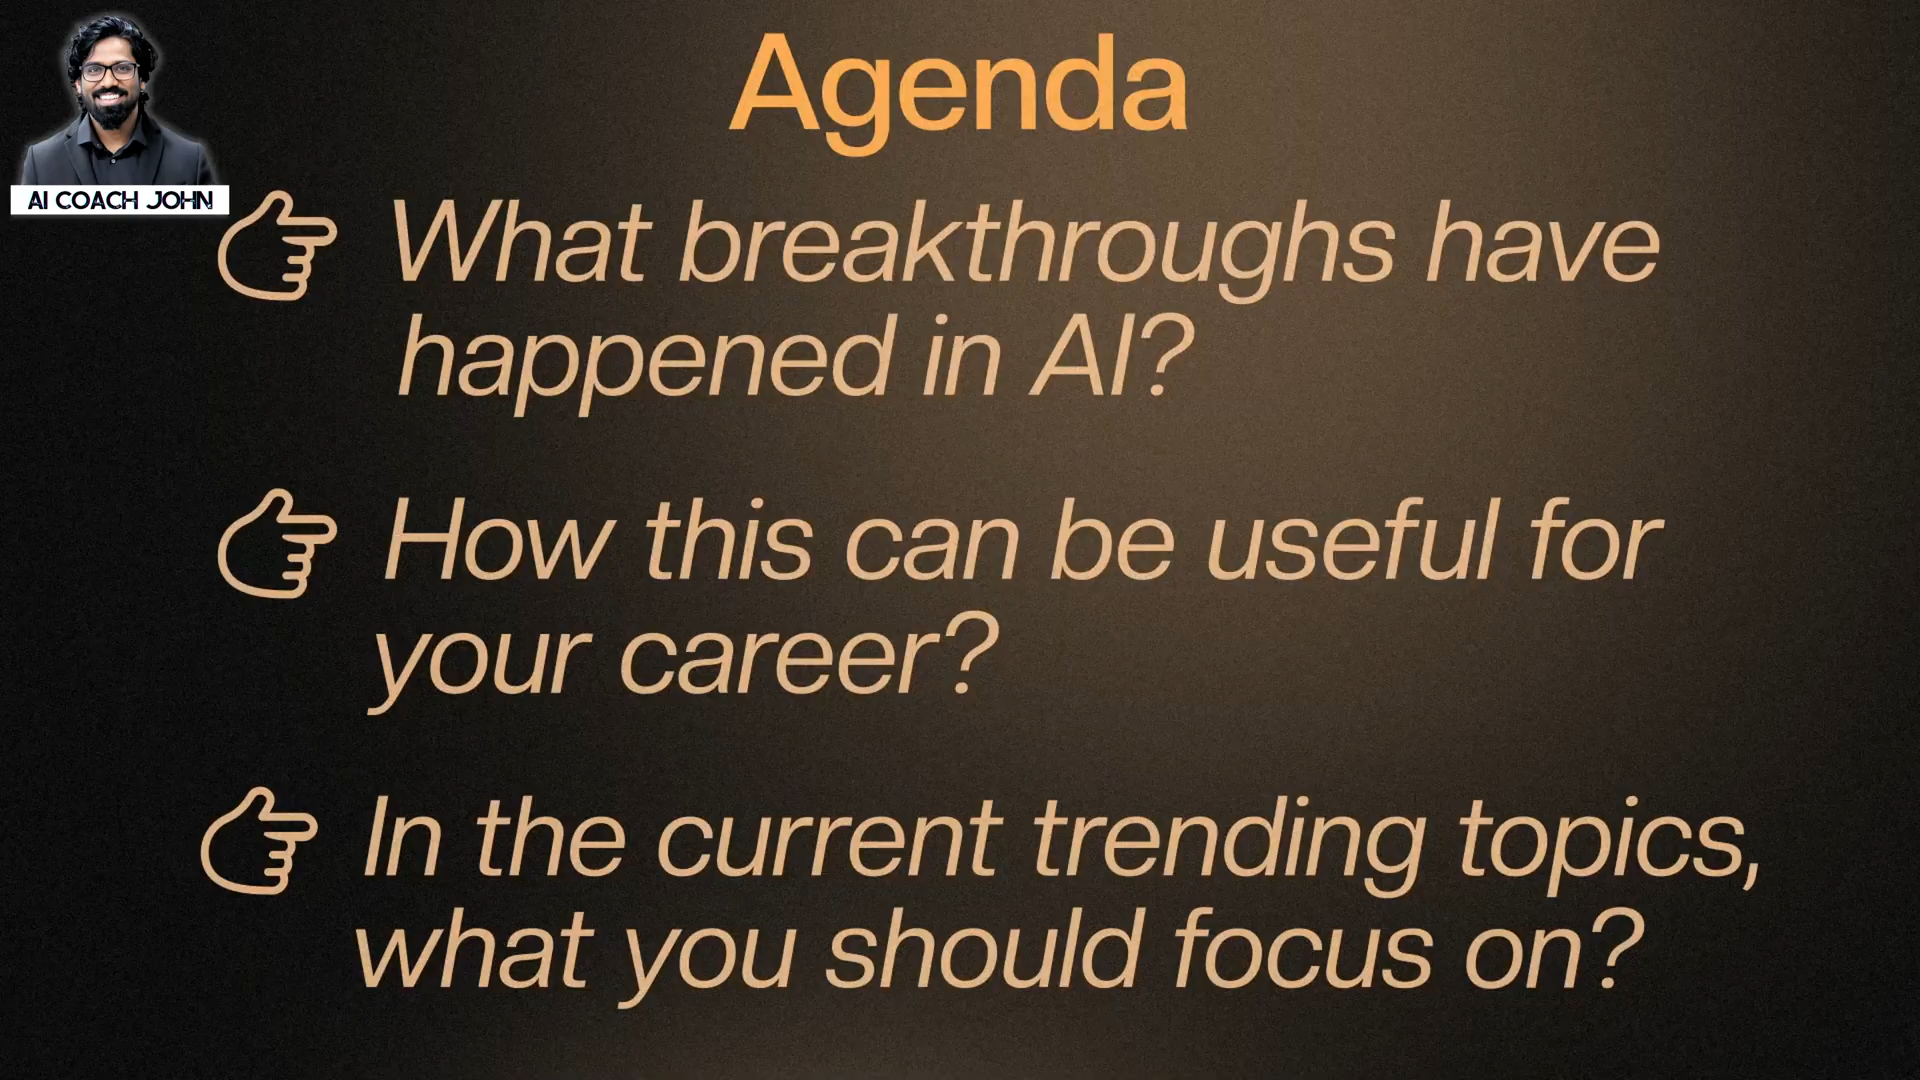 Agenda
AI COACH JOHN
What breakthroughs have
happened in AI?
How this can be useful for
your career?
In the current trending topics,
what you should focus on?